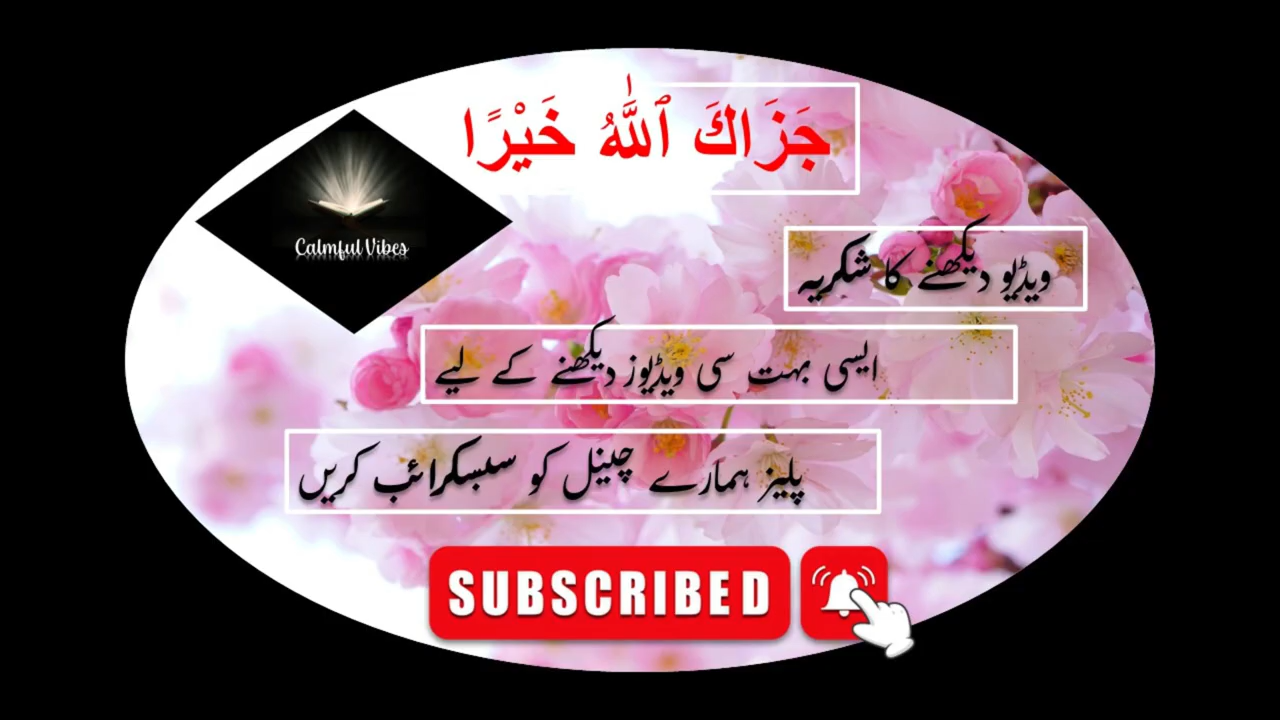 جَزَاكَ ٱللَّٰهُ خَيْرًا
Calmful Vibes
ویڈیو دیکھنے کا شکریہ
ایسی بہت سی ویڈیوز دیکھنے کے لیے
پلیز ہمارے چینل کو سبسکرائب کریں
SUBSCRIBED